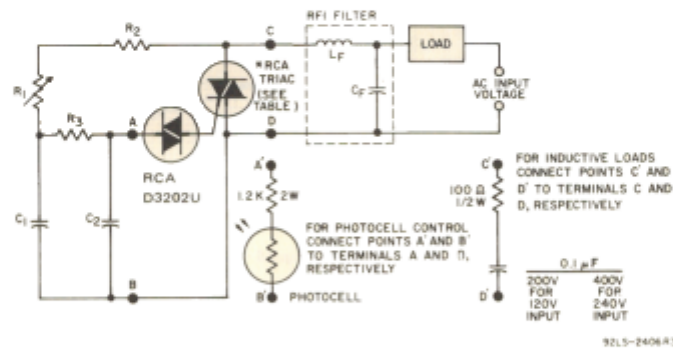 RFI FILTER
R2
C
LF
LOAD
*RCA
TRIAC
(SEE
TABLE)
CF
AC INPUT
VOLTAGE
R1
R3
A
D
RCA
D3202U
A'
1.2K
2W
C1
C2
FOR PHOTOCELL CONTROL
CONNECT POINTS A' AND B'
TO TERMINALS A AND D,
RESPECTIVELY
B
B'
PHOTOCELL
C'
FOR INDUCTIVE LOADS
CONNECT POINTS C' AND
D' TO TERMINALS C AND
D, RESPECTIVELY
100 Ω
1/2 W
D'
0.1 µF
200V 400V
FOR FOR
120V 240V
INPUT INPUT
92LS-2406R3